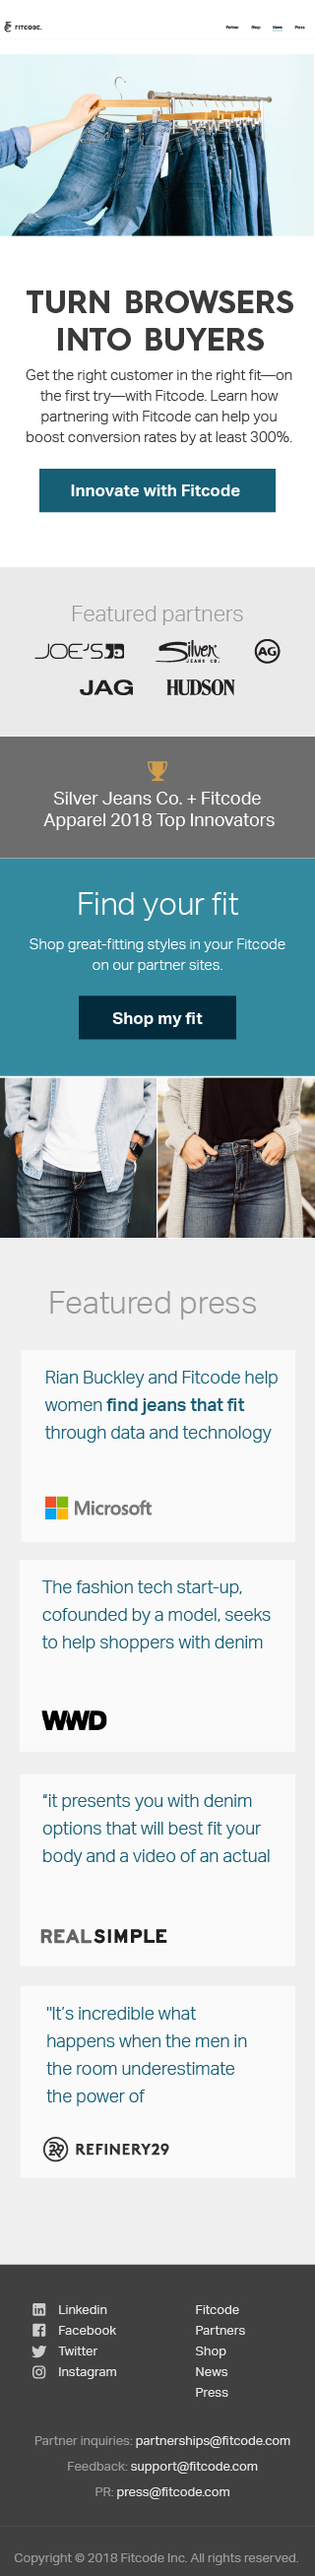 FITCODE.
Partner Shop News Press
TURN BROWSERS
INTO BUYERS
Get the right customer in the right fit—on
the first try—with Fitcode. Learn how
partnering with Fitcode can help you
boost conversion rates by at least 300%.
Innovate with Fitcode
Featured partners
JOE'S Silver JEANS CO. AG
JAG HUDSON
Silver Jeans Co. + Fitcode
Apparel 2018 Top Innovators
Find your fit
Shop great-fitting styles in your Fitcode
on our partner sites.
Shop my fit
Featured press
Rian Buckley and Fitcode help
women find jeans that fit
through data and technology
Microsoft
The fashion tech start-up,
cofounded by a model, seeks
to help shoppers with denim
WWD
“it presents you with denim
options that will best fit your
body and a video of an actual
REALSIMPLE
"It’s incredible what
happens when the men in
the room underestimate
the power of
29 REFINERY29
Linkedin
Facebook
Twitter
Instagram
Fitcode
Partners
Shop
News
Press
Partner inquiries: partnerships@fitcode.com
Feedback: support@fitcode.com
PR: press@fitcode.com
Copyright © 2018 Fitcode Inc. All rights reserved.